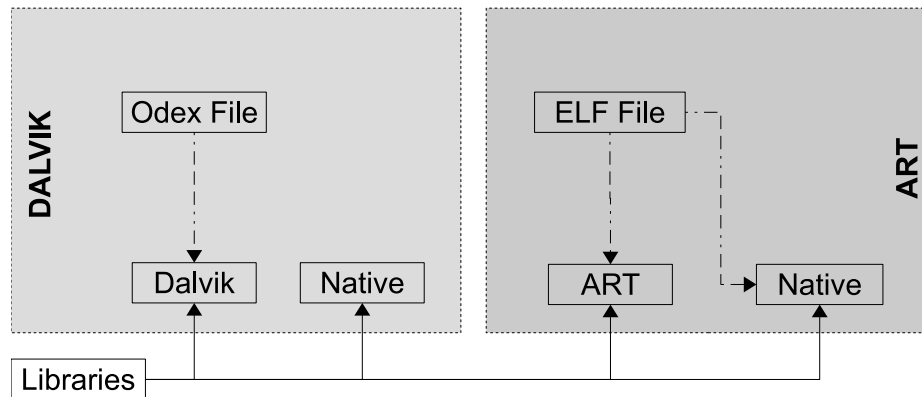 DALVIK
Odex File
Dalvik
Native
ART
ELF File
ART
Native
Libraries